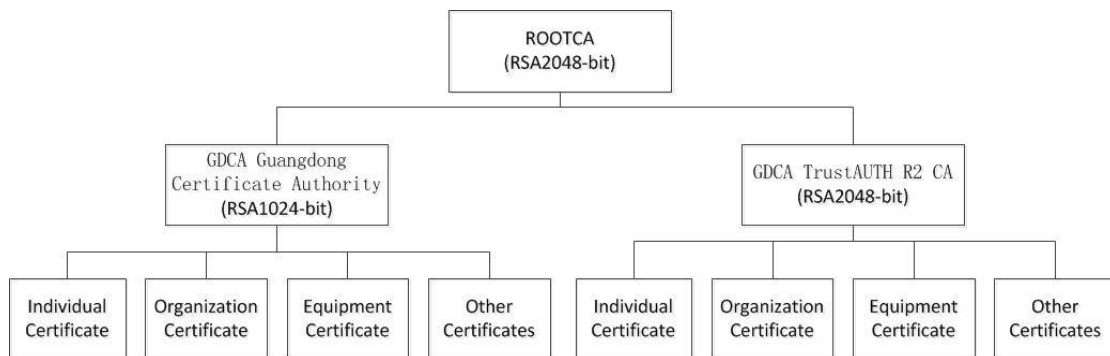 ROOTCA
(RSA2048-bit)
GDCA Guangdong
Certificate Authority
(RSA1024-bit)
GDCA TrustAUTH R2 CA
(RSA2048-bit)
Individual
Certificate
Organization
Certificate
Equipment
Certificate
Other
Certificates
Individual
Certificate
Organization
Certificate
Equipment
Certificate
Other
Certificates